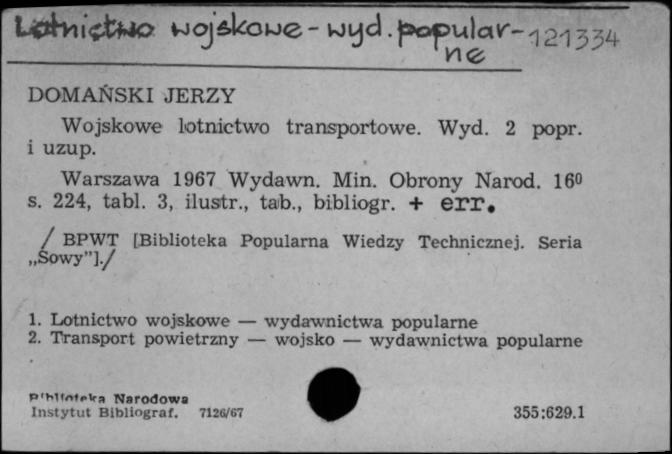 Lotnictwo wojskowe - wyd. popular-
ne
121334
DOMAŃSKI JERZY
Wojskowe lotnictwo transportowe. Wyd. 2 popr.
i uzup.
Warszawa 1967 Wydawn. Min. Obrony Narod. 16⁰
s. 224, tabl. 3, ilustr., tab., bibliogr. + err.
/ BPWT [Biblioteka Popularna Wiedzy Technicznej. Seria
„Sowy”]./
1. Lotnictwo wojskowe — wydawnictwa popularne
2. Transport powietrzny — wojsko — wydawnictwa popularne
Biblioteka Narodowa
Instytut Bibliograf. 7126/67
355:629.1